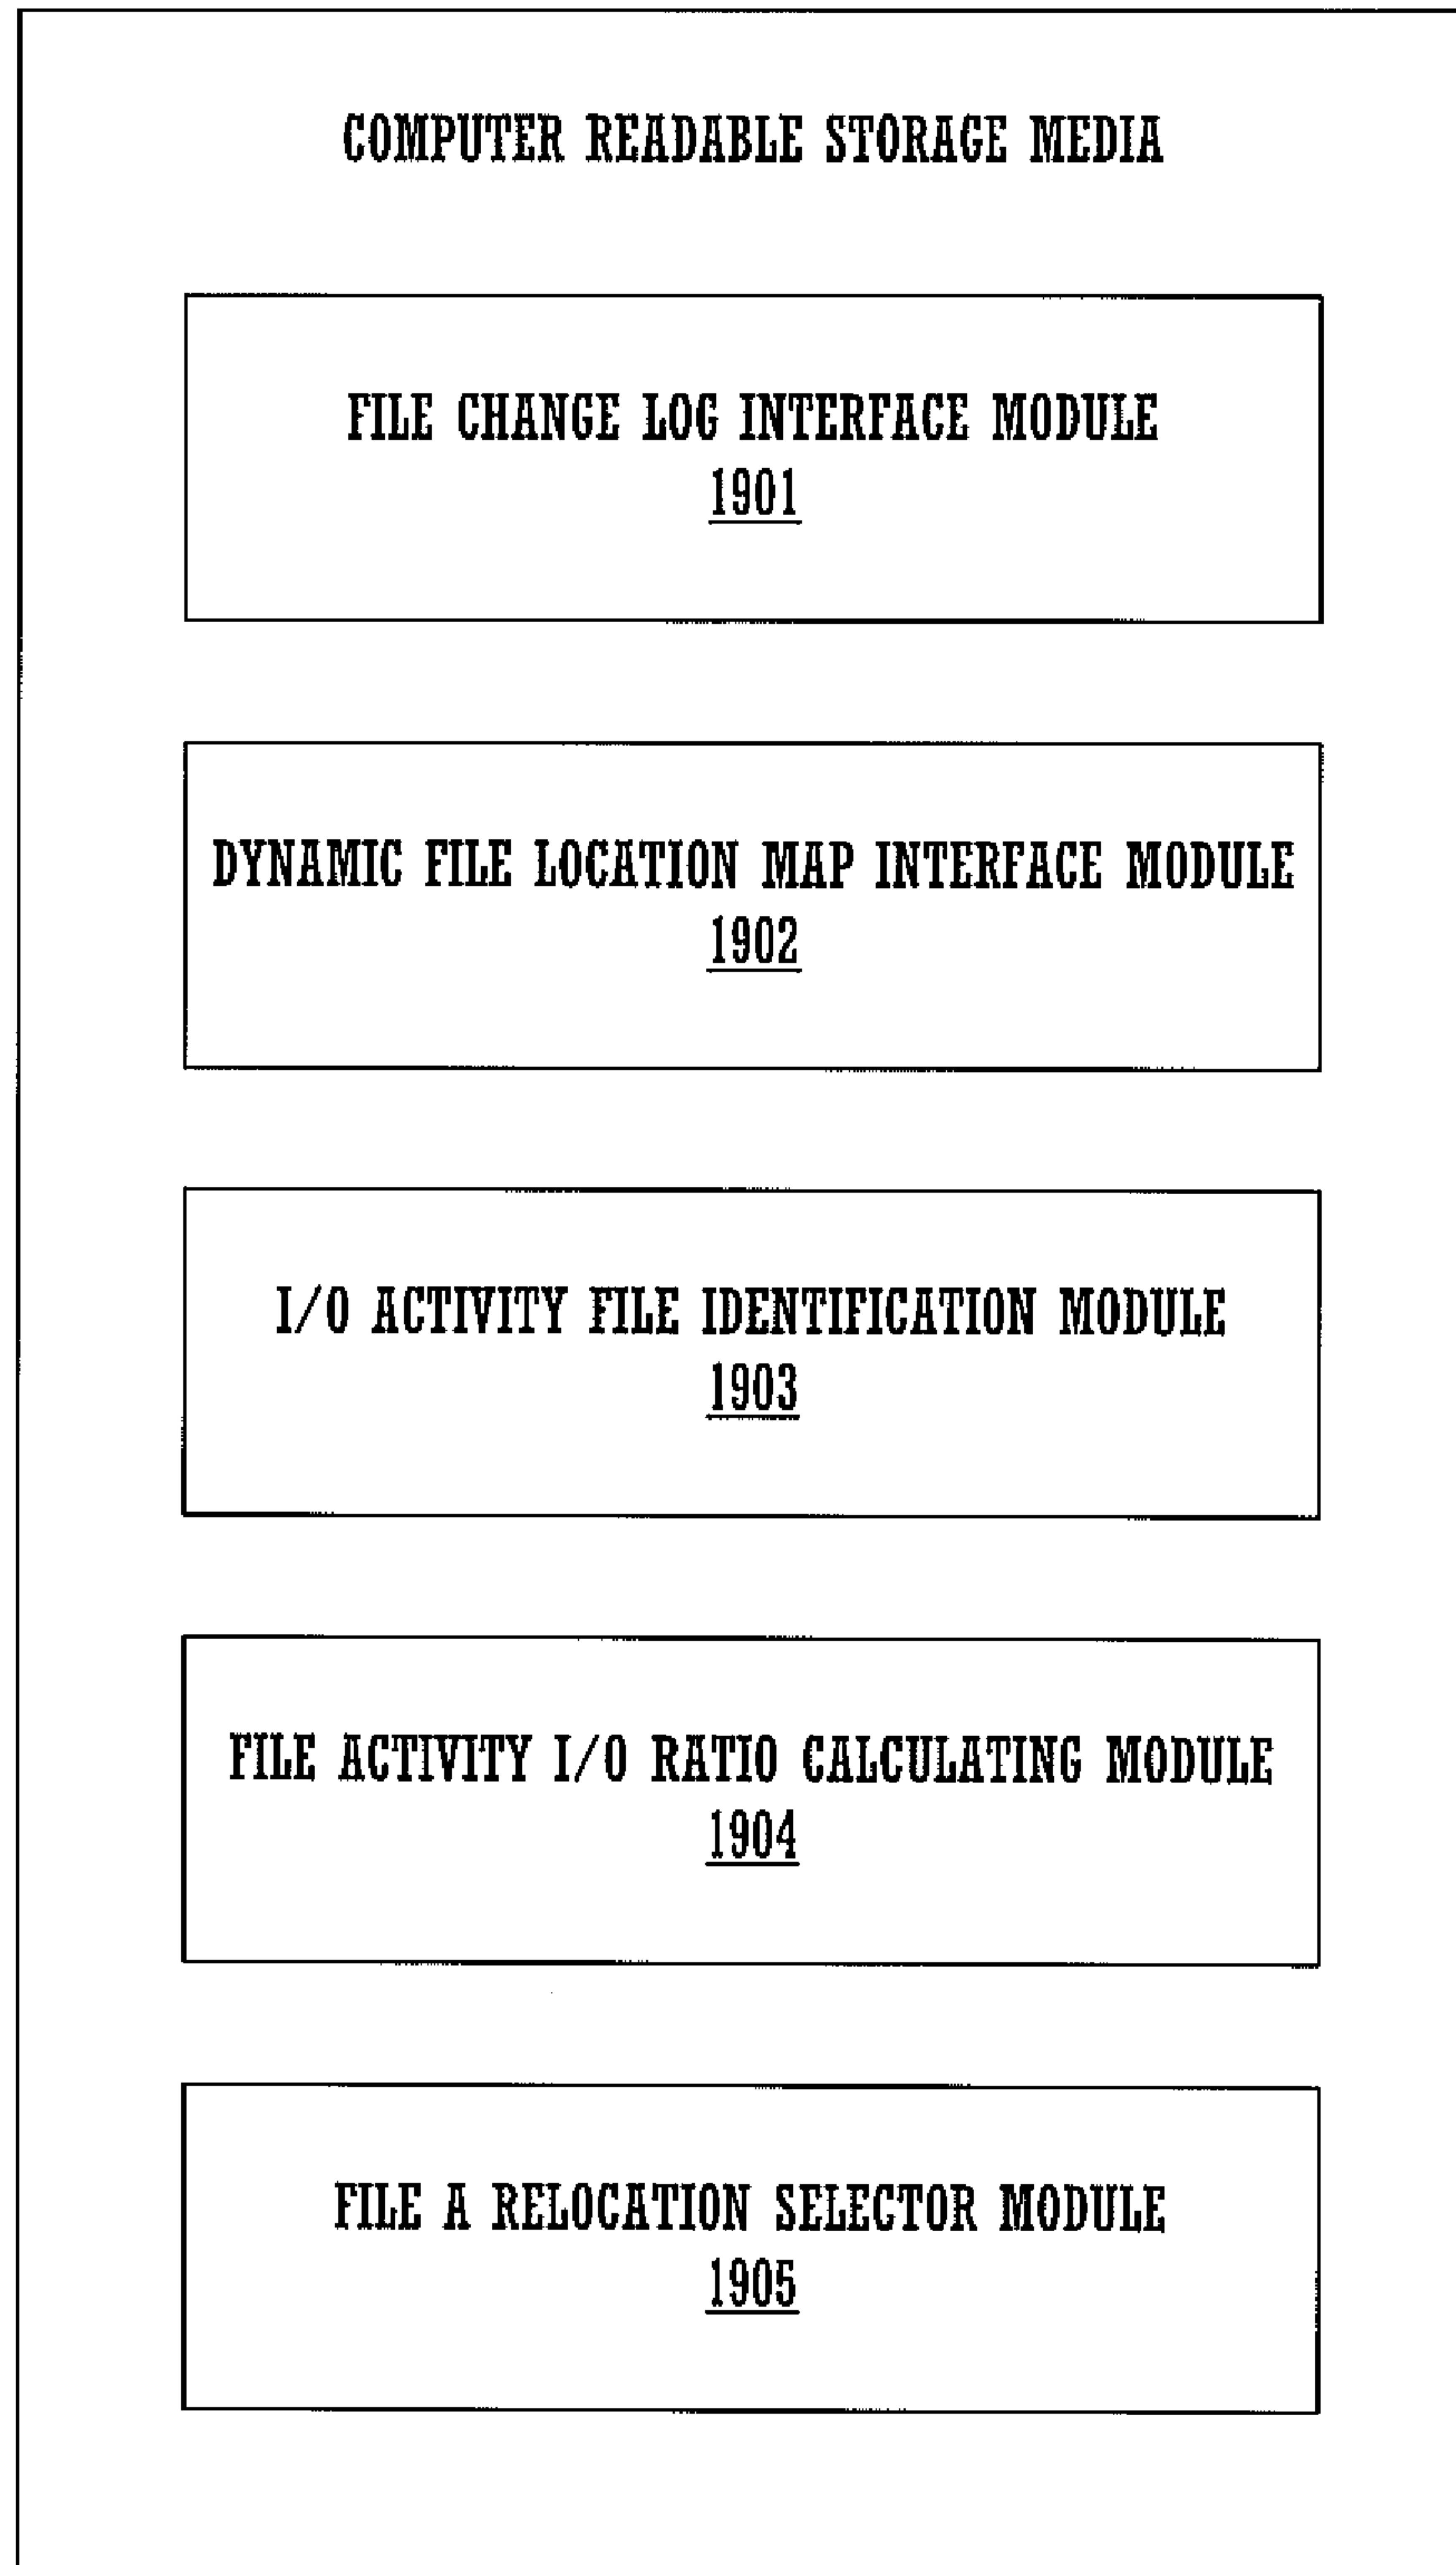 COMPUTER READABLE STORAGE MEDIA
FILE CHANGE LOG INTERFACE MODULE
1901
DYNAMIC FILE LOCATION MAP INTERFACE MODULE
1902
I/O ACTIVITY FILE IDENTIFICATION MODULE
1903
FILE ACTIVITY I/O RATIO CALCULATING MODULE
1904
FILE A RELOCATION SELECTOR MODULE
1905